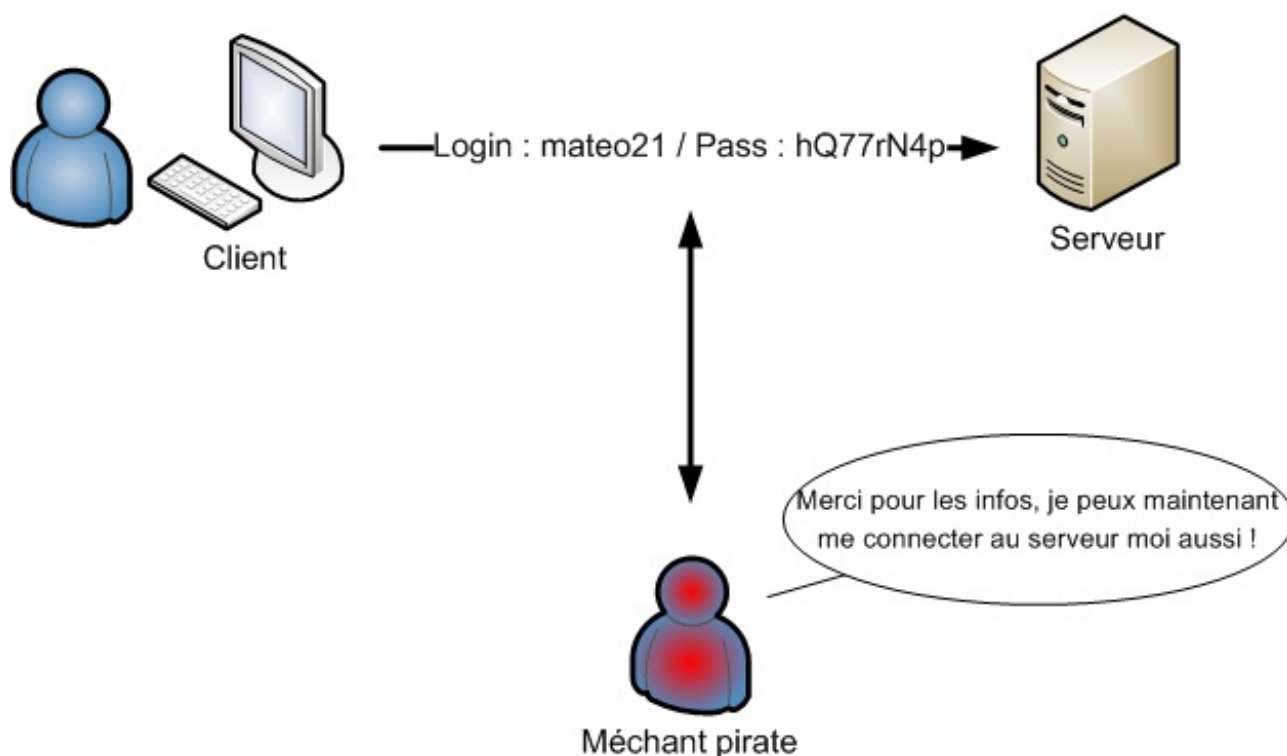 Login : mateo21 / Pass : hQ77rN4p
Client
Serveur
Merci pour les infos, je peux maintenant
me connecter au serveur moi aussi !
Méchant pirate